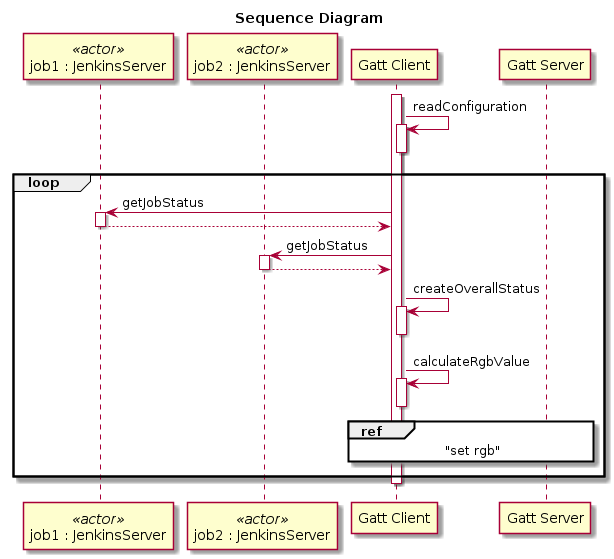 Sequence Diagram
«actor»
job1 : JenkinsServer
«actor»
job2 : JenkinsServer
Gatt Client
Gatt Server
readConfiguration
loop
getJobStatus
getJobStatus
createOverallStatus
calculateRgbValue
ref
"set rgb"
«actor»
job1 : JenkinsServer
«actor»
job2 : JenkinsServer
Gatt Client
Gatt Server